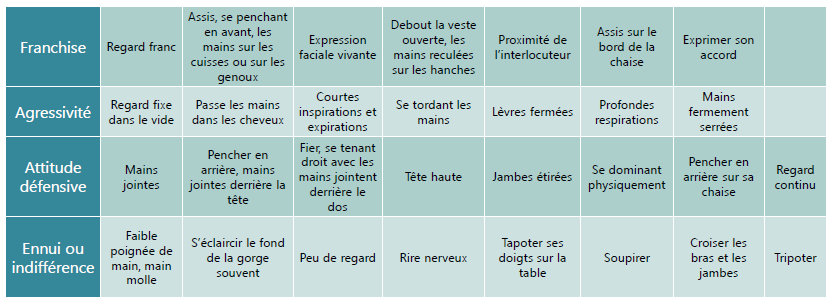 Franchise
Regard franc
Assis, se penchant
en avant, les
mains sur les
cuisses ou sur les
genoux
Expression
faciale vivante
Debout la veste
ouverte, les
mains reculées
sur les hanches
Proximité de
l'interlocuteur
Assis sur le
bord de la
chaise
Exprimer son
accord
Agressivité
Regard fixe
dans le vide
Passe les mains
dans les cheveux
Courtes
inspirations et
expirations
Se tordant les
mains
Lèvres fermées
Profondes
respirations
Mains
fermement
serrées
Attitude
défensive
Mains
jointes
Pencher en
arrière, mains
jointes derrière la
tête
Fier, se tenant
droit avec les
mains jointent
derrière le
dos
Tête haute
Jambes étirées
Se dominant
physiquement
Pencher en
arrière sur sa
chaise
Regard
continu
Ennui ou
indifférence
Faible
poignée de
main, main
molle
S'éclaircir le fond
de la gorge
souvent
Peu de regard
Rire nerveux
Tapoter ses
doigts sur la
table
Soupirer
Croiser les
bras et les
jambes
Tripoter